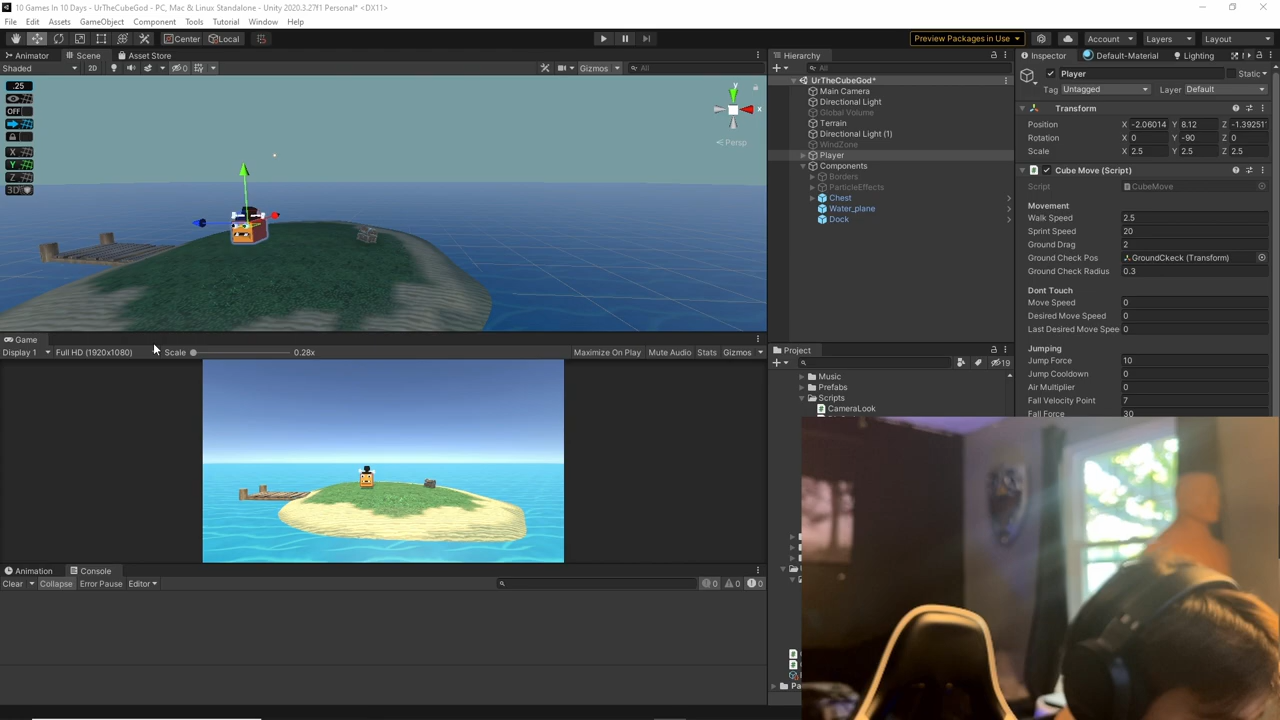 10 Games In 10 Days - UrTheCubeGod - PC, Mac & Linux Standalone - Unity 2020.3.27f1 Personal* <DX11>
File Edit Assets GameObject Component Tools Tutorial Window Help
Center Local Preview Packages in Use Account Layers Layout
Animator Scene Asset Store
Shaded 2D 0 Gizmos All
.25
OFF
X
Y
Z
3D
y
x
Persp
Game
Display 1 Full HD (1920x1080) Scale 0.28x Maximize On Play Mute Audio Stats Gizmos
Animation Console
Clear Collapse Error Pause Editor 0 0 0
Hierarchy
All
UrTheCubeGod*
Main Camera
Directional Light
Global Volume
Terrain
Directional Light (1)
WindZone
Player
Components
Borders
ParticleEffects
Chest
Water_plane
Dock
Project
19
Music
Prefabs
Scripts
CameraLook
Pa
Inspector Default-Material Lighting
Player Static
Tag Untagged Layer Default
Transform
Position X -2.06014 Y 8.12 Z -1.39251
Rotation X 0 Y -90 Z 0
Scale X 2.5 Y 2.5 Z 2.5
Cube Move (Script)
Script CubeMove
Movement
Walk Speed 2.5
Sprint Speed 20
Ground Drag 2
Ground Check Pos GroundCkeck (Transform)
Ground Check Radius 0.3
Dont Touch
Move Speed 0
Desired Move Speed 0
Last Desired Move Spee 0
Jumping
Jump Force 10
Jump Cooldown 0
Air Multiplier 0
Fall Velocity Point 7
Fall Force 30